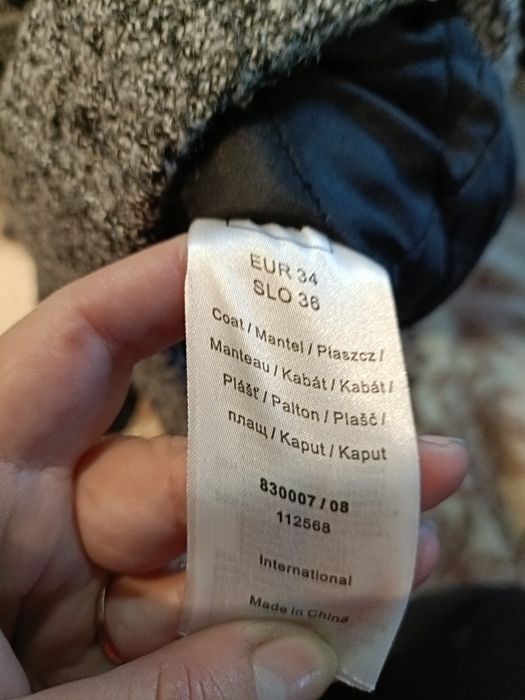 EUR 34
SLO 36
Coat / Mantel / Płaszcz /
Manteau / Kabát / Kabát /
Plášť / Palton / Plašč /
плащ / Kaput / Kaput
830007 / 08
112568
International
Made in China